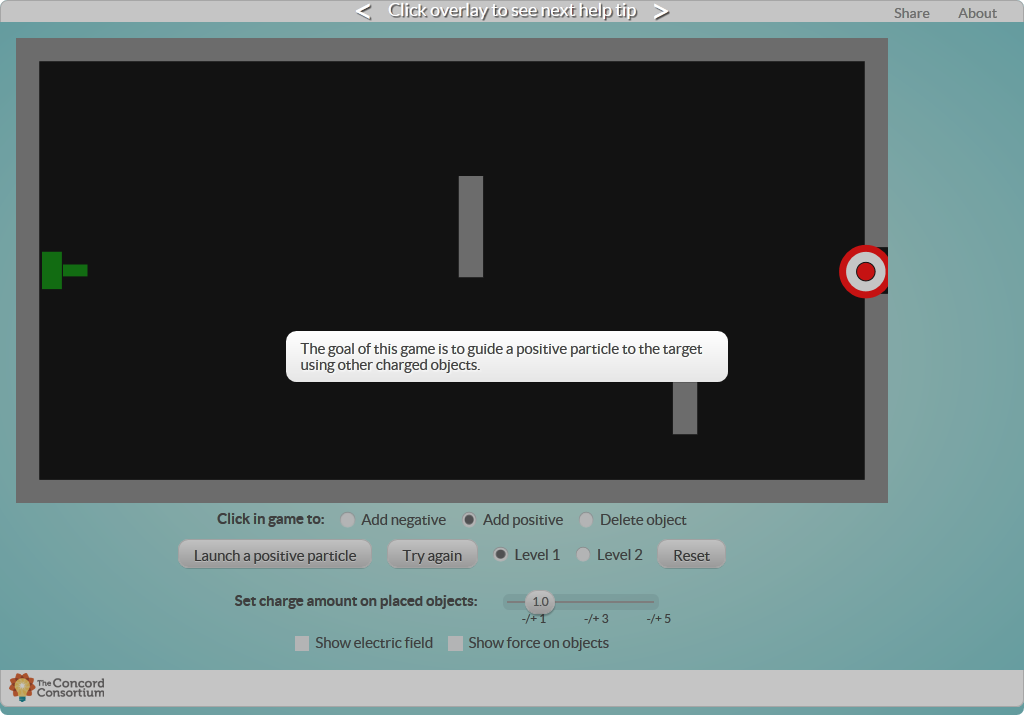 < Click overlay to see next help tip >
Share About
The goal of this game is to guide a positive particle to the target
using other charged objects.
Click in game to: Add negative Add positive Delete object
Launch a positive particle Try again Level 1 Level 2 Reset
Set charge amount on placed objects: 1.0
-/+ 1 -/+ 3 -/+ 5
Show electric field Show force on objects
The Concord
Consortium